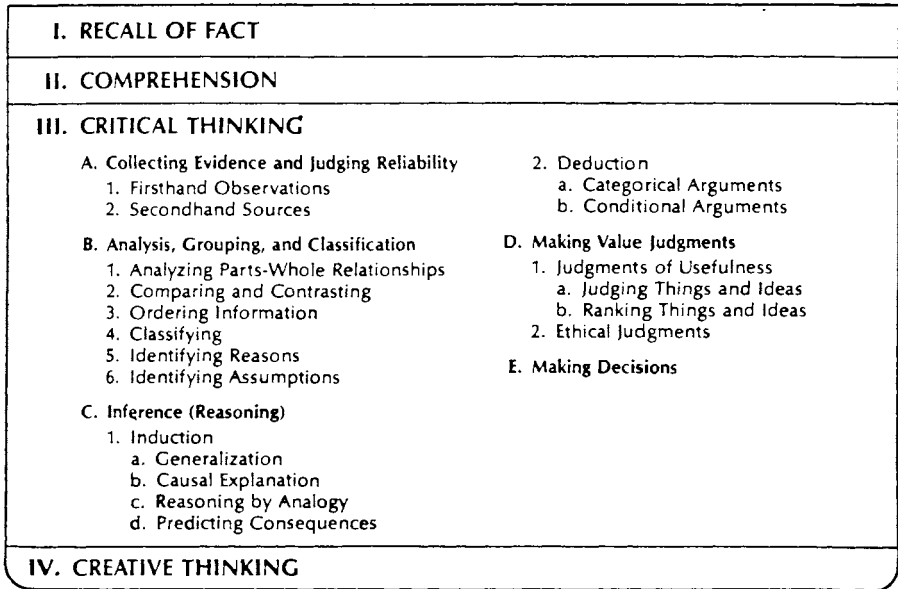 I. RECALL OF FACT
II. COMPREHENSION
III. CRITICAL THINKING
A. Collecting Evidence and Judging Reliability
1. Firsthand Observations
2. Secondhand Sources
B. Analysis, Grouping, and Classification
1. Analyzing Parts-Whole Relationships
2. Comparing and Contrasting
3. Ordering Information
4. Classifying
5. Identifying Reasons
6. Identifying Assumptions
C. Inference (Reasoning)
1. Induction
a. Generalization
b. Causal Explanation
c. Reasoning by Analogy
d. Predicting Consequences
2. Deduction
a. Categorical Arguments
b. Conditional Arguments
D. Making Value Judgments
1. Judgments of Usefulness
a. Judging Things and Ideas
b. Ranking Things and Ideas
2. Ethical Judgments
E. Making Decisions
IV. CREATIVE THINKING